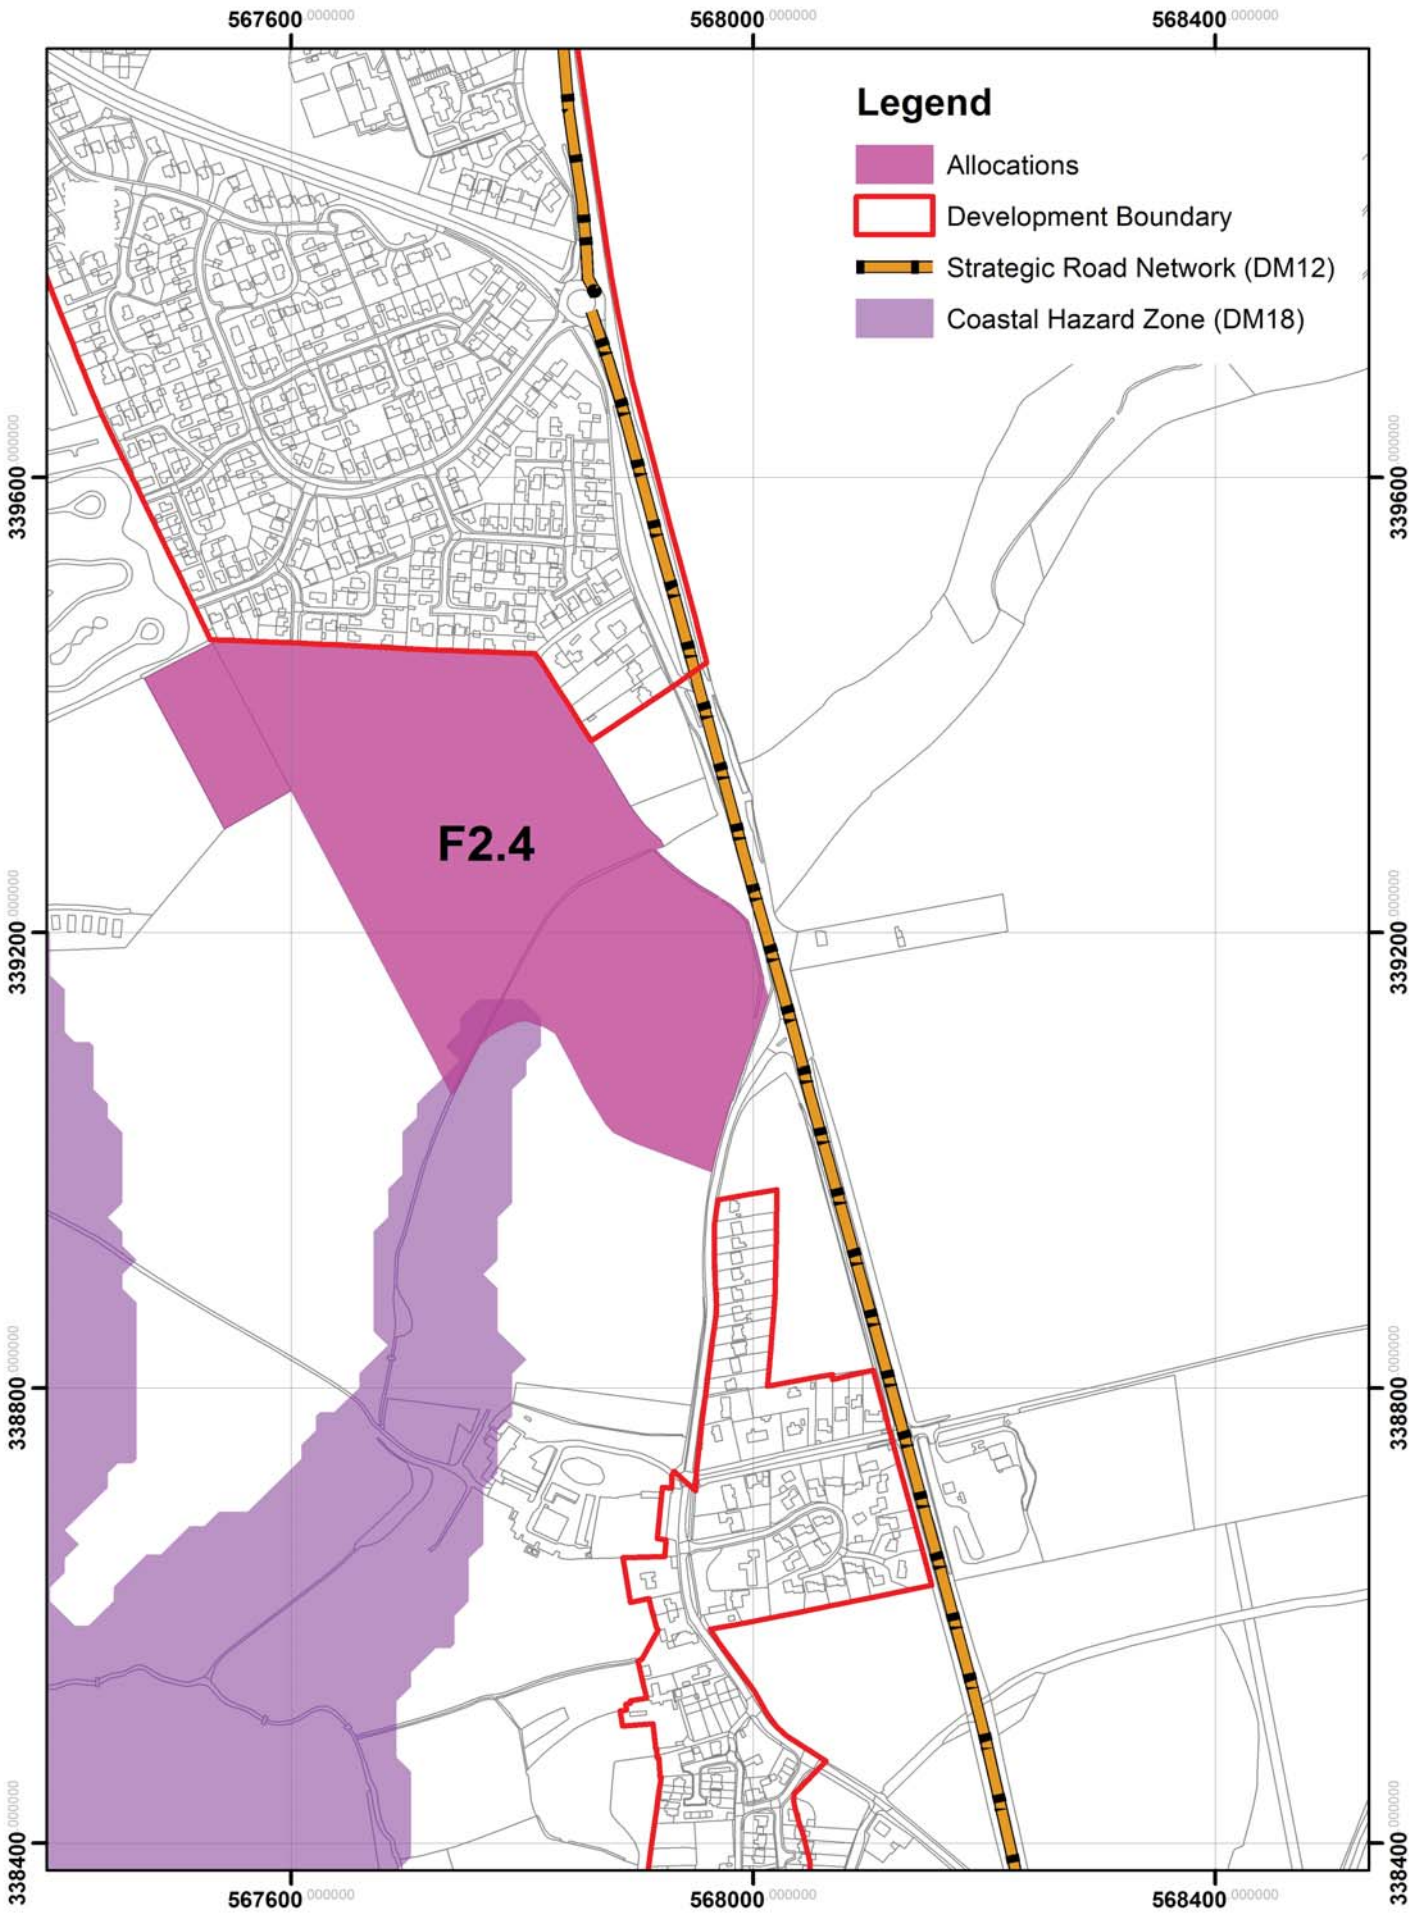 567600.000000 568000.000000 568400.000000
Legend
Allocations
Development Boundary
Strategic Road Network (DM12)
Coastal Hazard Zone (DM18)
339600.000000 339600.000000
F2.4
339200.000000 339200.000000
338800.000000 338800.000000
338400.000000 338400.000000
567600.000000 568000.000000 568400.000000